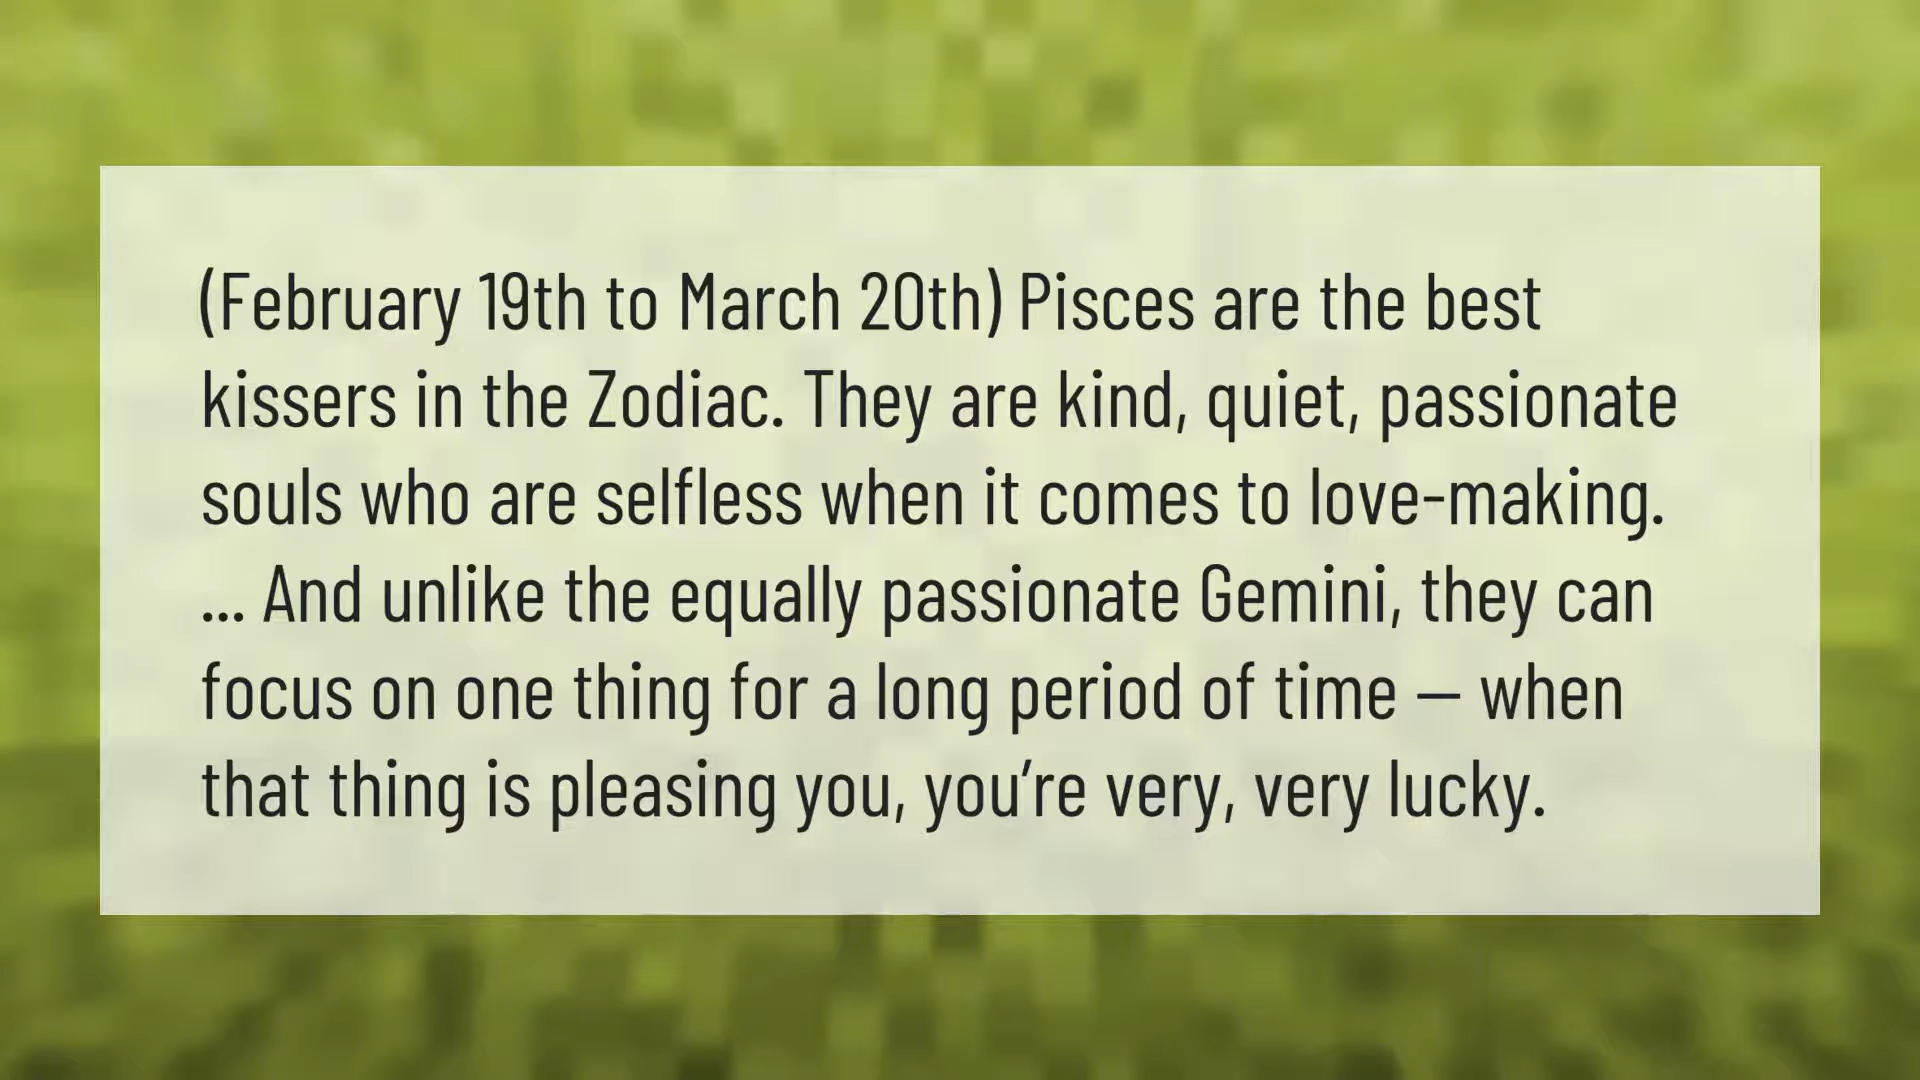 (February 19th to March 20th) Pisces are the best
kissers in the Zodiac. They are kind, quiet, passionate
souls who are selfless when it comes to love-making.
... And unlike the equally passionate Gemini, they can
focus on one thing for a long period of time — when
that thing is pleasing you, you’re very, very lucky.